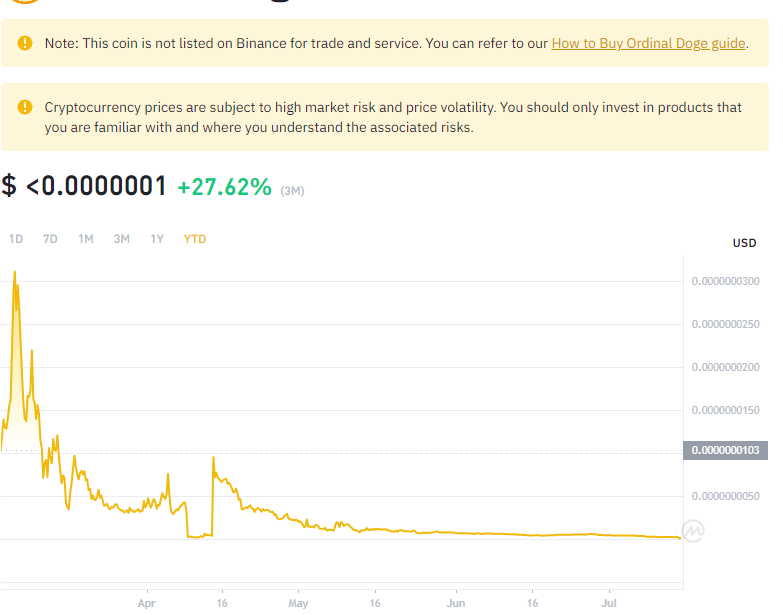 Note: This coin is not listed on Binance for trade and service. You can refer to our How to Buy Ordinal Doge guide.
Cryptocurrency prices are subject to high market risk and price volatility. You should only invest in products that
you are familiar with and where you understand the associated risks.
$ <0.0000001 +27.62% (3M)
1D 7D 1M 3M 1Y YTD
USD
0.0000000300
0.0000000250
0.0000000200
0.0000000150
0.0000000103
0.0000000050
Apr 16 May 16 Jun 16 Jul